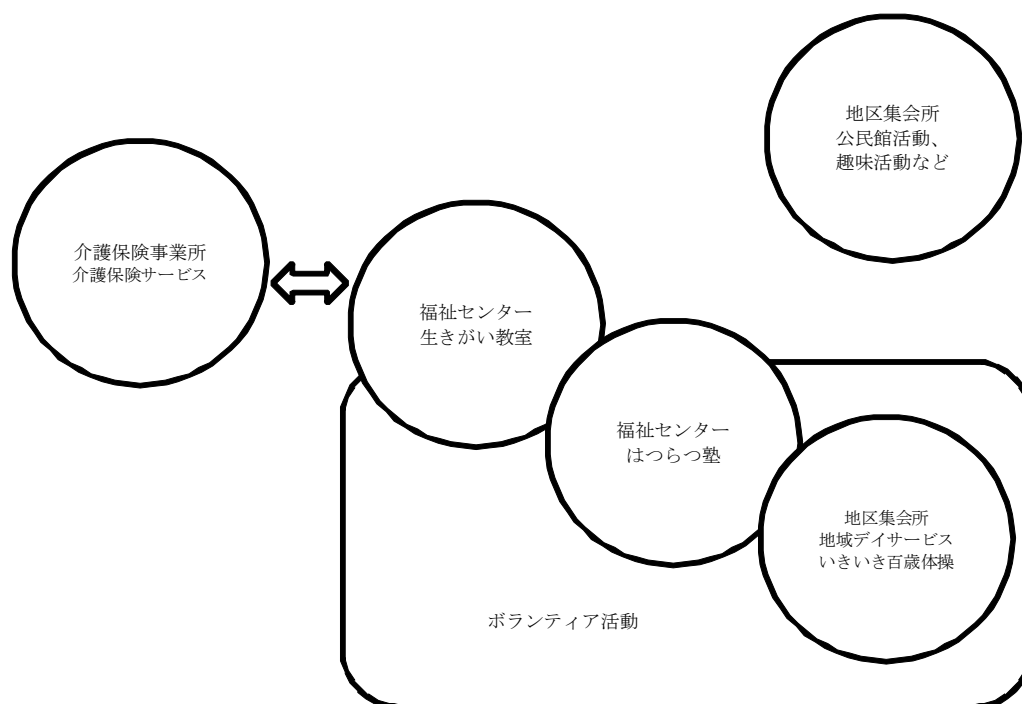 地区集会所
公民館活動、
趣味活動など
介護保険事業所
介護保険サービス
福祉センター
生きがい教室
福祉センター
はつらつ塾
地区集会所
地域デイサービス
いきいき百歳体操
ボランティア活動